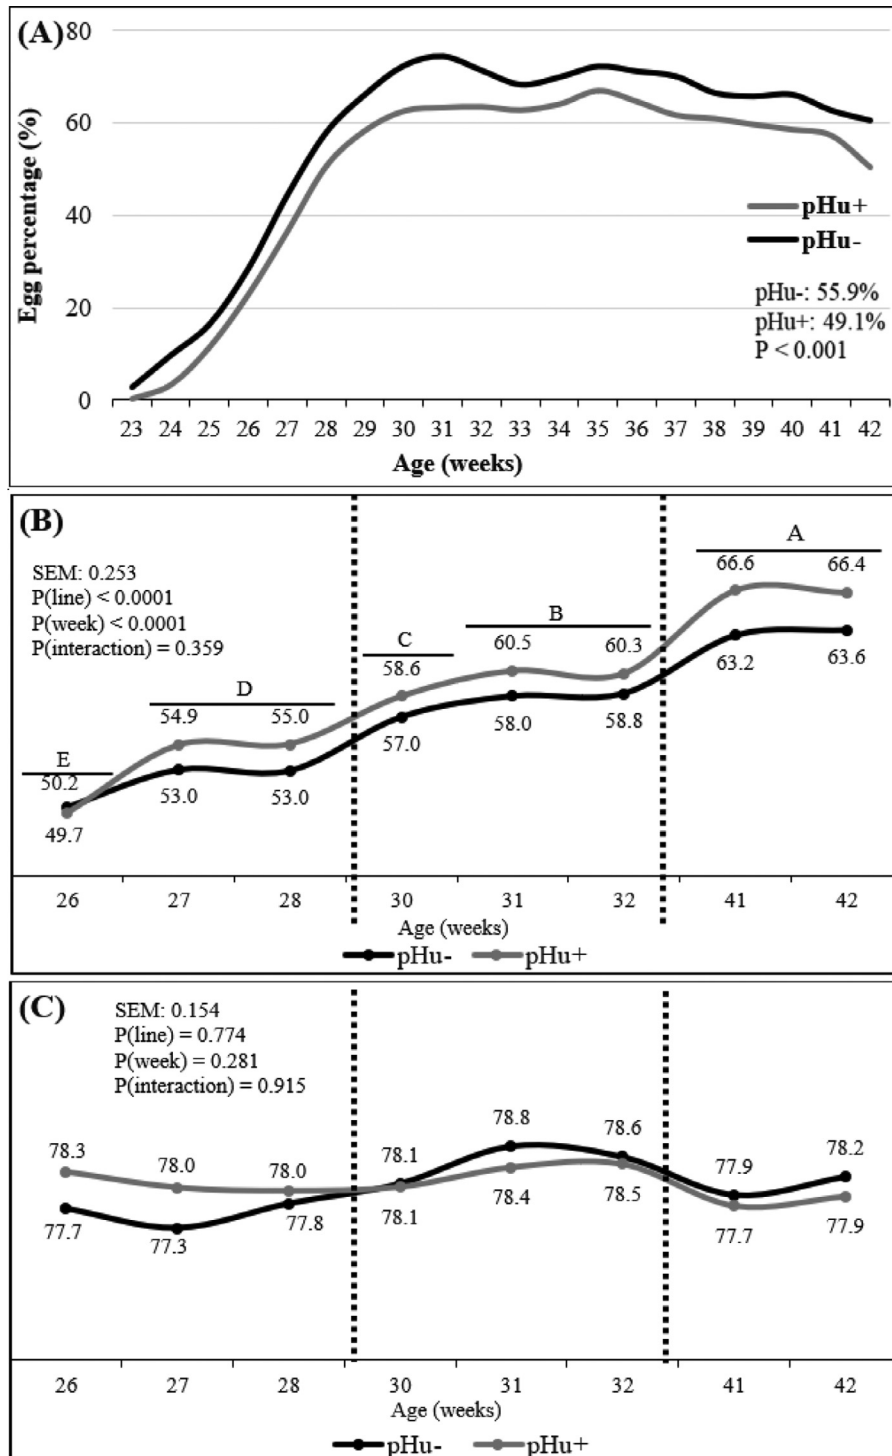 (A)
80
60
40
20
0
Egg percentage (%)
pHu+
pHu-
pHu-: 55.9%
pHu+: 49.1%
P < 0.001
23 24 25 26 27 28 29 30 31 32 33 34 35 36 37 38 39 40 41 42
Age (weeks)
(B)
SEM: 0.253
P(line) < 0.0001
P(week) < 0.0001
P(interaction) = 0.359
A
66.6 66.4
B
60.5 60.3
C
58.6
D
54.9 55.0
E
50.2
63.2 63.6
58.0 58.8
57.0
53.0 53.0
49.7
26 27 28 30 31 32 41 42
Age (weeks)
pHu- pHu+
(C)
SEM: 0.154
P(line) = 0.774
P(week) = 0.281
P(interaction) = 0.915
78.3 78.0 78.0 78.1 78.8 78.6 77.9 78.2
77.7 77.3 77.8 78.1 78.4 78.5 77.7 77.9
26 27 28 30 31 32 41 42
Age (weeks)
pHu- pHu+